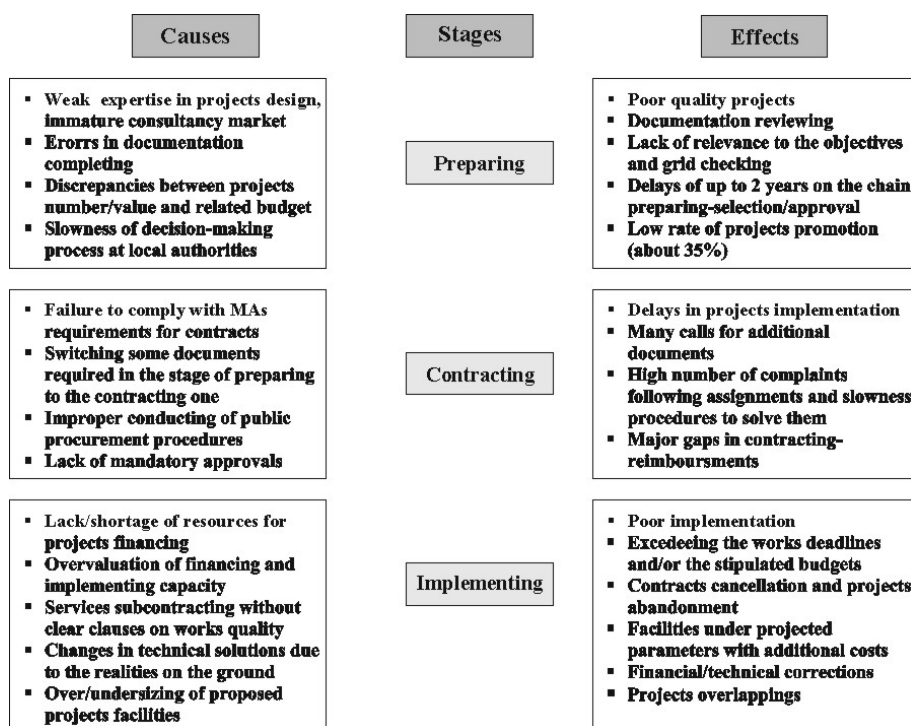 Causes
Stages
Effects
▪ Weak expertise in projects design,
immature consultancy market
▪ Erorrs in documentation
completing
▪ Discrepancies between projects
number/value and related budget
▪ Slowness of decision-making
process at local authorities
Preparing
▪ Poor quality projects
▪ Documentation reviewing
▪ Lack of relevance to the objectives
and grid checking
▪ Delays of up to 2 years on the chain
preparing-selection/approval
▪ Low rate of projects promotion
(about 35%)
▪ Failure to comply with MAs
requirements for contracts
▪ Switching some documents
required in the stage of preparing
to the contracting one
▪ Improper conducting of public
procurement procedures
▪ Lack of mandatory approvals
Contracting
▪ Delays in projects implementation
▪ Many calls for additional
documents
▪ High number of complaints
following assignments and slowness
procedures to solve them
▪ Major gaps in contracting-
reimboursments
▪ Lack/shortage of resources for
projects financing
▪ Overvaluation of financing and
implementing capacity
▪ Services subcontracting without
clear clauses on works quality
▪ Changes in technical solutions due
to the realities on the ground
▪ Over/undersizing of proposed
projects facilities
Implementing
▪ Poor implementation
▪ Excedeeing the works deadlines
and/or the stipulated budgets
▪ Contracts cancellation and projects
abandonment
▪ Facilities under projected
parameters with additional costs
▪ Financial/technical corrections
▪ Projects overlappings